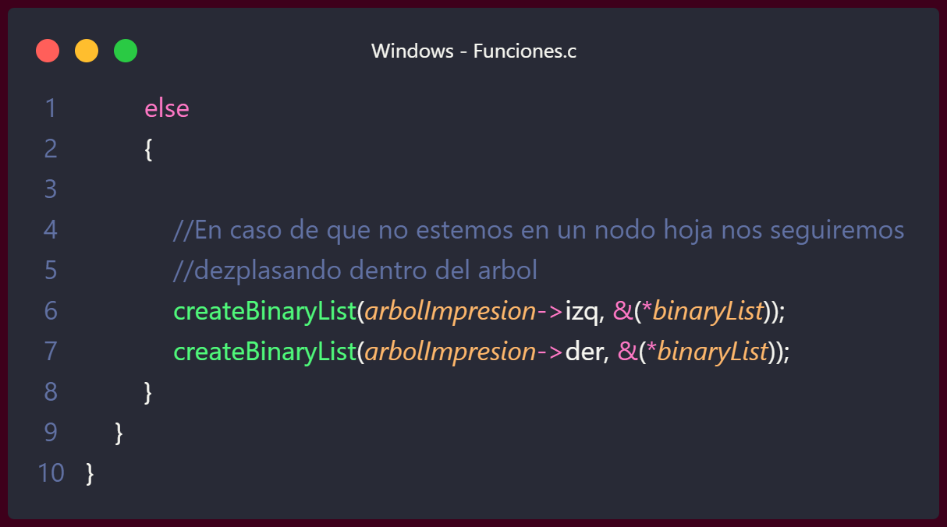 Windows - Funciones.c
1 else
2 {
3
4 //En caso de que no estemos en un nodo hoja nos seguiremos
5 //dezplasando dentro del arbol
6 createBinaryList(arbolImpresion->izq, &(*binaryList));
7 createBinaryList(arbolImpresion->der, &(*binaryList));
8 }
9 }
10 }